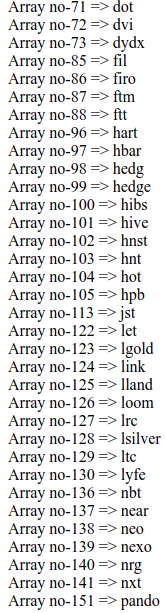 Array no-71 => dot
Array no-72 => dvi
Array no-73 => dydx
Array no-85 => fil
Array no-86 => firo
Array no-87 => ftm
Array no-88 => ftt
Array no-96 => hart
Array no-97 => hbar
Array no-98 => hedg
Array no-99 => hedge
Array no-100 => hibs
Array no-101 => hive
Array no-102 => hnst
Array no-103 => hnt
Array no-104 => hot
Array no-105 => hpb
Array no-113 => jst
Array no-122 => let
Array no-123 => lgold
Array no-124 => link
Array no-125 => lland
Array no-126 => loom
Array no-127 => lrc
Array no-128 => lsilver
Array no-129 => ltc
Array no-130 => lyfe
Array no-136 => nbt
Array no-137 => near
Array no-138 => neo
Array no-139 => nexo
Array no-140 => nrg
Array no-141 => nxt
Array no-151 => pando